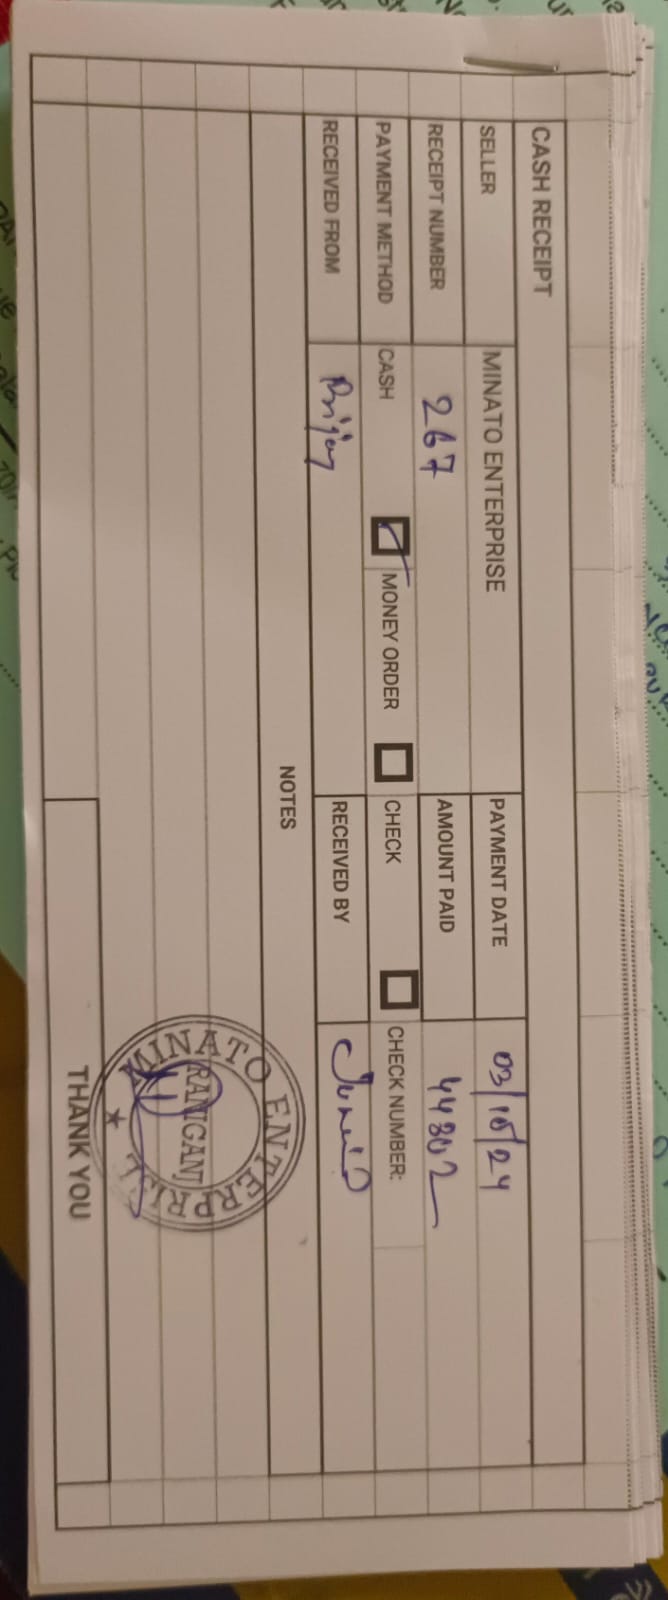 CASH RECEIPT
SELLER MINATO ENTERPRISE PAYMENT DATE 03/10/24
RECEIPT NUMBER 267 AMOUNT PAID 44302
PAYMENT METHOD CASH MONEY ORDER CHECK CHECK NUMBER:
RECEIVED FROM Brijay RECEIVED BY Junaid
NOTES
MINATO ENTERPRISE
RANIGANJ
THANK YOU